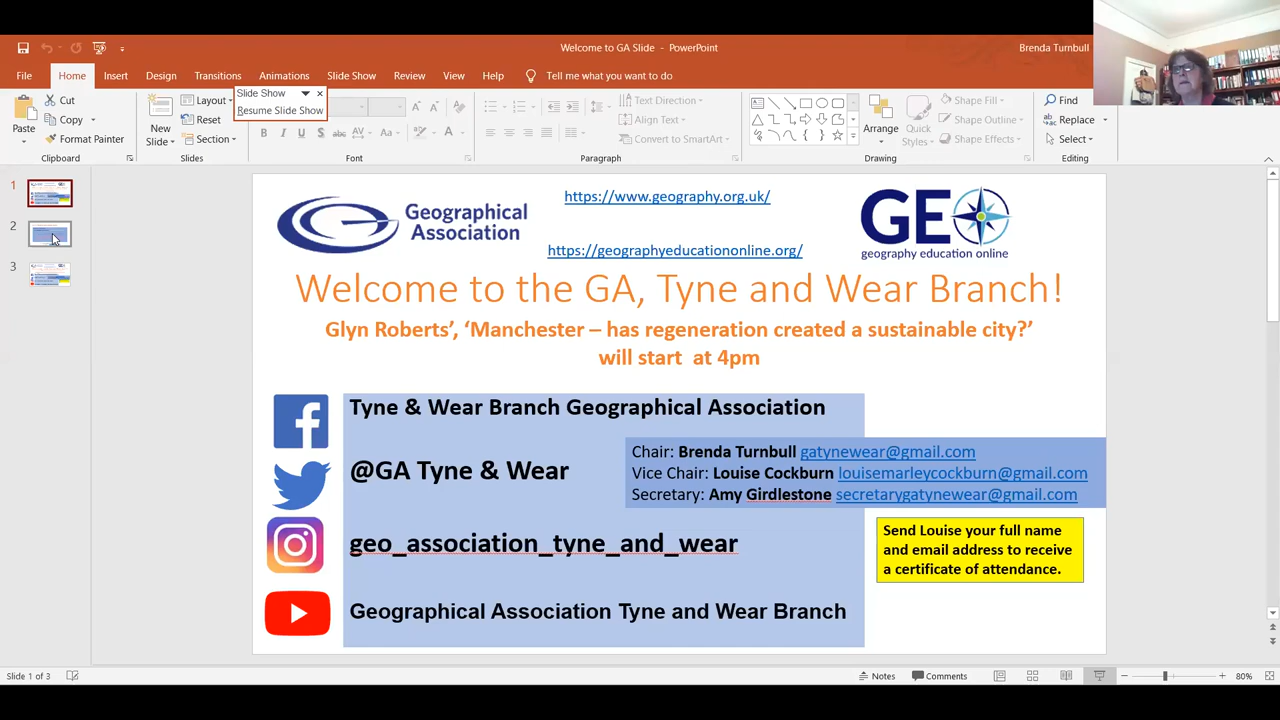 Welcome to GA Slide - PowerPoint
Brenda Turnbull
File Home Insert Design Transitions Animations Slide Show Review View Help Tell me what you want to do
Slide Show
Resume Slide Show
Paste
Cut
Copy
Format Painter
Clipboard
New Slide
Layout
Reset
Section
Slides
B I U S abc AV Aa A
Font
Text Direction
Align Text
Convert to SmartArt
Paragraph
Arrange
Quick Styles
Shape Fill
Shape Outline
Shape Effects
Drawing
Find
Replace
Select
Editing
1
2
3
Geographical
Association
https://www.geography.org.uk/
https://geographyeducationonline.org/
GEO
geography education online
Welcome to the GA, Tyne and Wear Branch!
Glyn Roberts’, ‘Manchester – has regeneration created a sustainable city?’
will start at 4pm
Tyne & Wear Branch Geographical Association
@GA Tyne & Wear
Chair: Brenda Turnbull gatynewear@gmail.com
Vice Chair: Louise Cockburn louisemarleycockburn@gmail.com
Secretary: Amy Girdlestone secretarygatynewear@gmail.com
geo_association_tyne_and_wear
Send Louise your full name
and email address to receive
a certificate of attendance.
Geographical Association Tyne and Wear Branch
Slide 1 of 3
Notes
Comments
80%